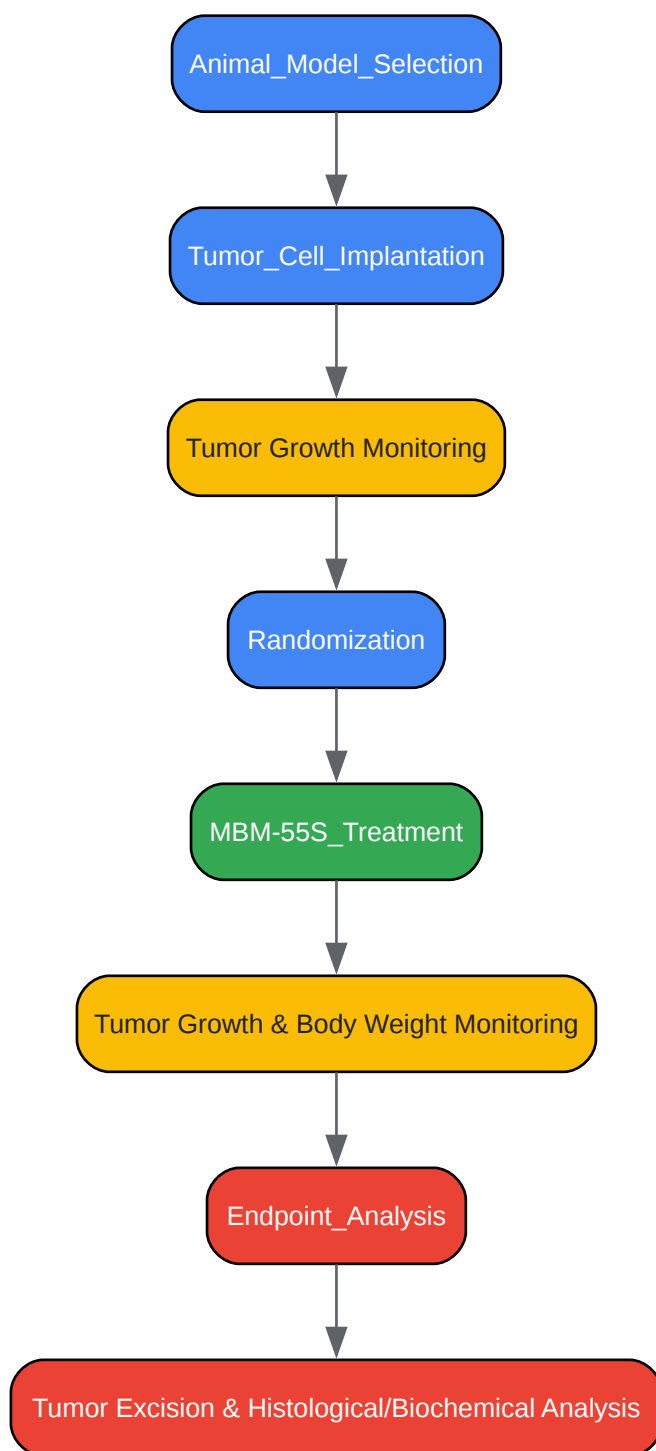 Animal_Model_Selection
Tumor_Cell_Implantation
Tumor Growth Monitoring
Randomization
MBM-55S_Treatment
Tumor Growth & Body Weight Monitoring
Endpoint_Analysis
Tumor Excision & Histological/Biochemical Analysis